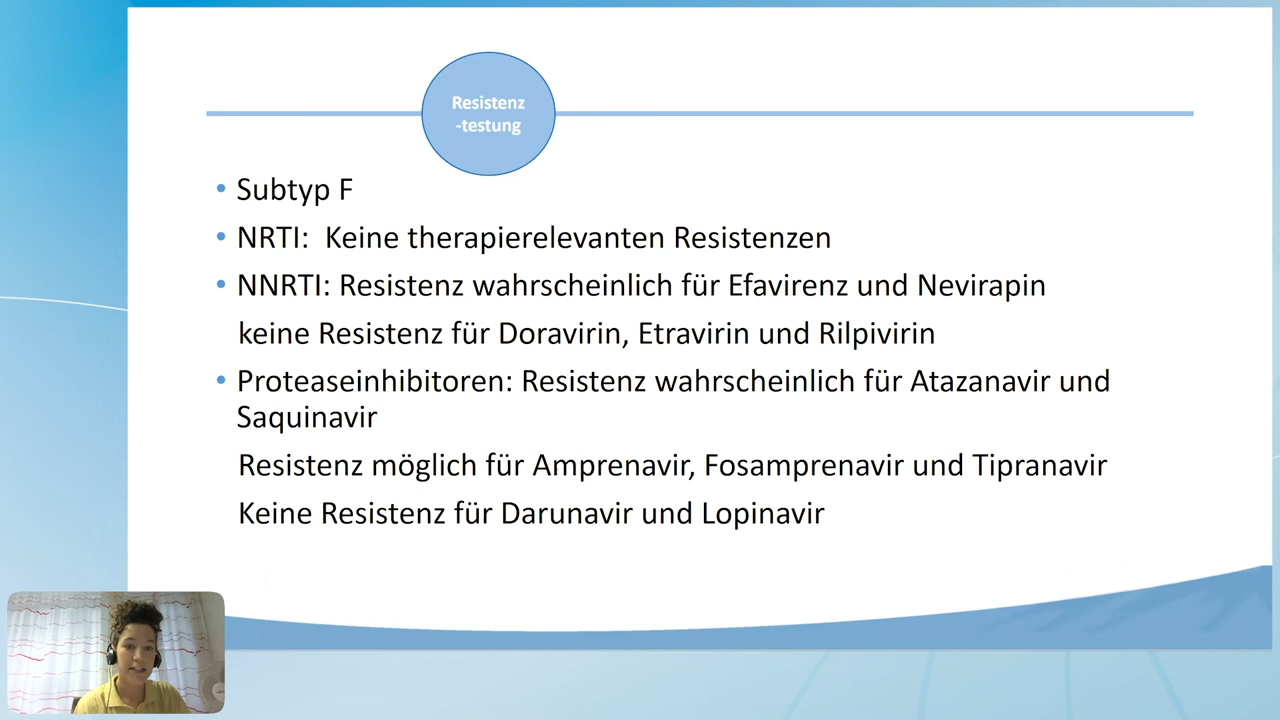 Resistenz
-testung
• Subtyp F
• NRTI: Keine therapierelevanten Resistenzen
• NNRTI: Resistenz wahrscheinlich für Efavirenz und Nevirapin
keine Resistenz für Doravirin, Etravirin und Rilpivirin
• Proteaseinhibitoren: Resistenz wahrscheinlich für Atazanavir und
Saquinavir
Resistenz möglich für Amprenavir, Fosamprenavir und Tipranavir
Keine Resistenz für Darunavir und Lopinavir